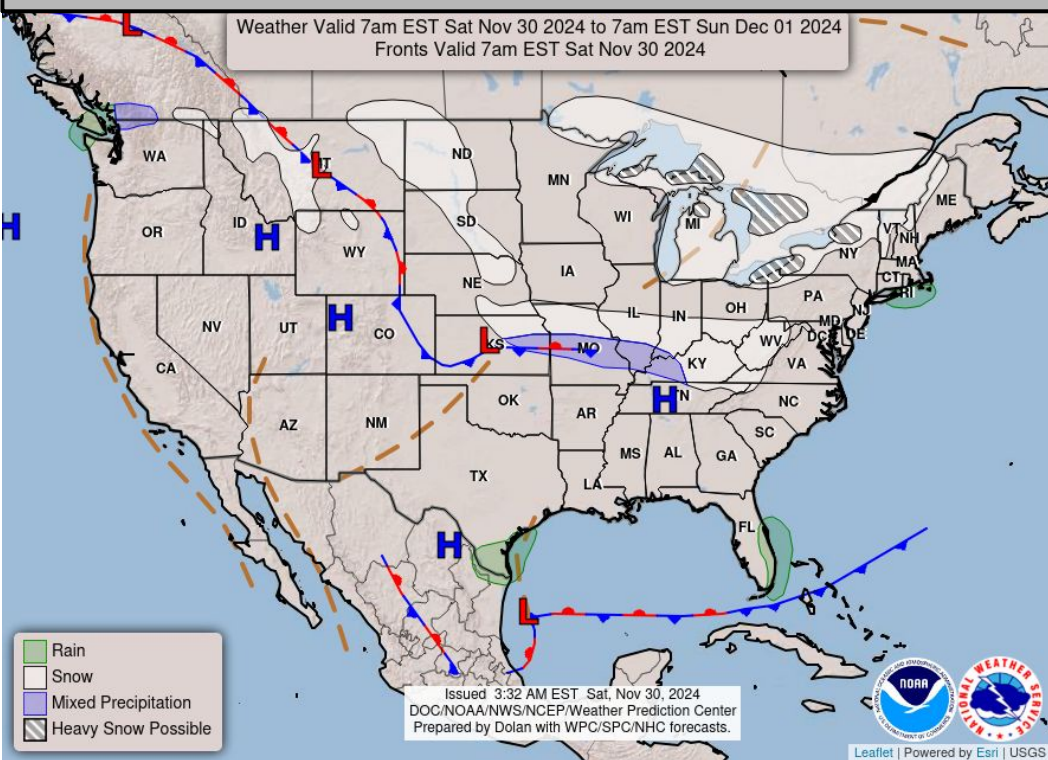 Weather Valid 7am EST Sat Nov 30 2024 to 7am EST Sun Dec 01 2024
Fronts Valid 7am EST Sat Nov 30 2024
L
WA
L
ND
MN
ME
H
OR
ID
H
SD
WI
MI
VT
NH
NY
MA
CT
RI
WY
IA
NE
PA
NJ
OH
IL
IN
MD
DE
DC
NV
UT
H
CO
L
KS
MO
WV
VA
KY
CA
H
TN
NC
AZ
NM
OK
AR
SC
MS
AL
GA
TX
LA
FL
H
L
Rain
Snow
Mixed Precipitation
Heavy Snow Possible
Issued 3:32 AM EST Sat, Nov 30, 2024
DOC/NOAA/NWS/NCEP/Weather Prediction Center
Prepared by Dolan with WPC/SPC/NHC forecasts.
NOAA
NATIONAL WEATHER SERVICE
Leaflet | Powered by Esri | USGS